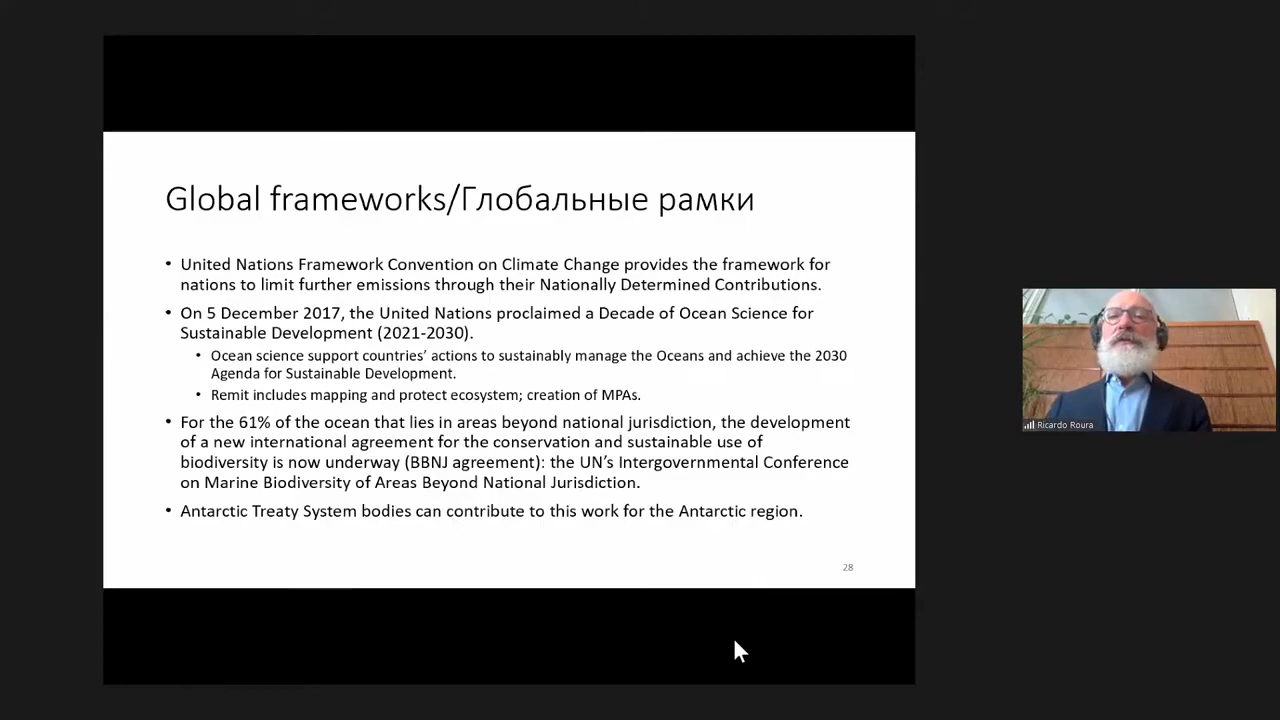 Global frameworks/Глобальные рамки
• United Nations Framework Convention on Climate Change provides the framework for
nations to limit further emissions through their Nationally Determined Contributions.
• On 5 December 2017, the United Nations proclaimed a Decade of Ocean Science for
Sustainable Development (2021-2030).
• Ocean science support countries’ actions to sustainably manage the Oceans and achieve the 2030
Agenda for Sustainable Development.
• Remit includes mapping and protect ecosystem; creation of MPAs.
• For the 61% of the ocean that lies in areas beyond national jurisdiction, the development
of a new international agreement for the conservation and sustainable use of
biodiversity is now underway (BBNJ agreement): the UN’s Intergovernmental Conference
on Marine Biodiversity of Areas Beyond National Jurisdiction.
• Antarctic Treaty System bodies can contribute to this work for the Antarctic region.
28
Ricardo Roura